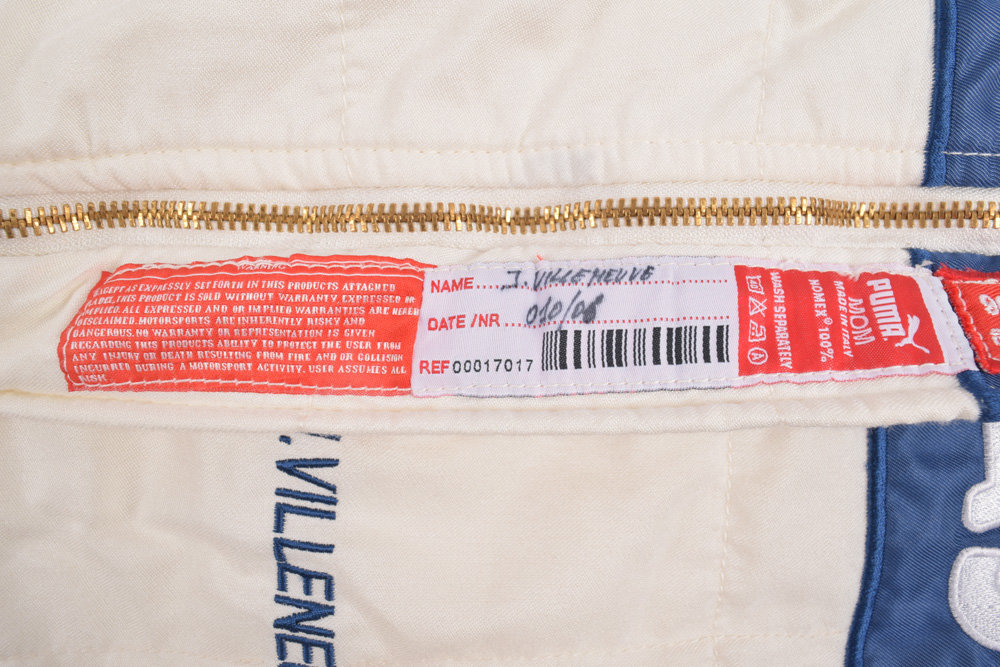 EXCEPT AS EXPRESSLY SET FORTH IN THIS PRODUCTS ATTACHED
LABEL, THIS PRODUCT IS SOLD WITHOUT WARRANTY, EXPRESSED OR
IMPLIED. ALL EXPRESSED AND OR IMPLIED WARRANTIES ARE HEREBY
DISCLAIMED. MOTORSPORTS ARE INHERENTLY RISKY AND
DANGEROUS. NO WARRANTY OR REPRESENTATION IS GIVEN
REGARDING THIS PRODUCTS ABILITY TO PROTECT THE USER FROM
ANY INJURY OR DEATH RESULTING FROM FIRE AND OR COLLISION
ENCURRED DURING A MOTORSPORT ACTIVITY. USER ASSUMES ALL
RISK
NAME J. VILLENEUVE
DATE /NR 010/06
REF 00017017
PUMA
MDM
MADE IN ITALY
NOMEX® 100%
WASH SEPARATELY
J. VILLENEU